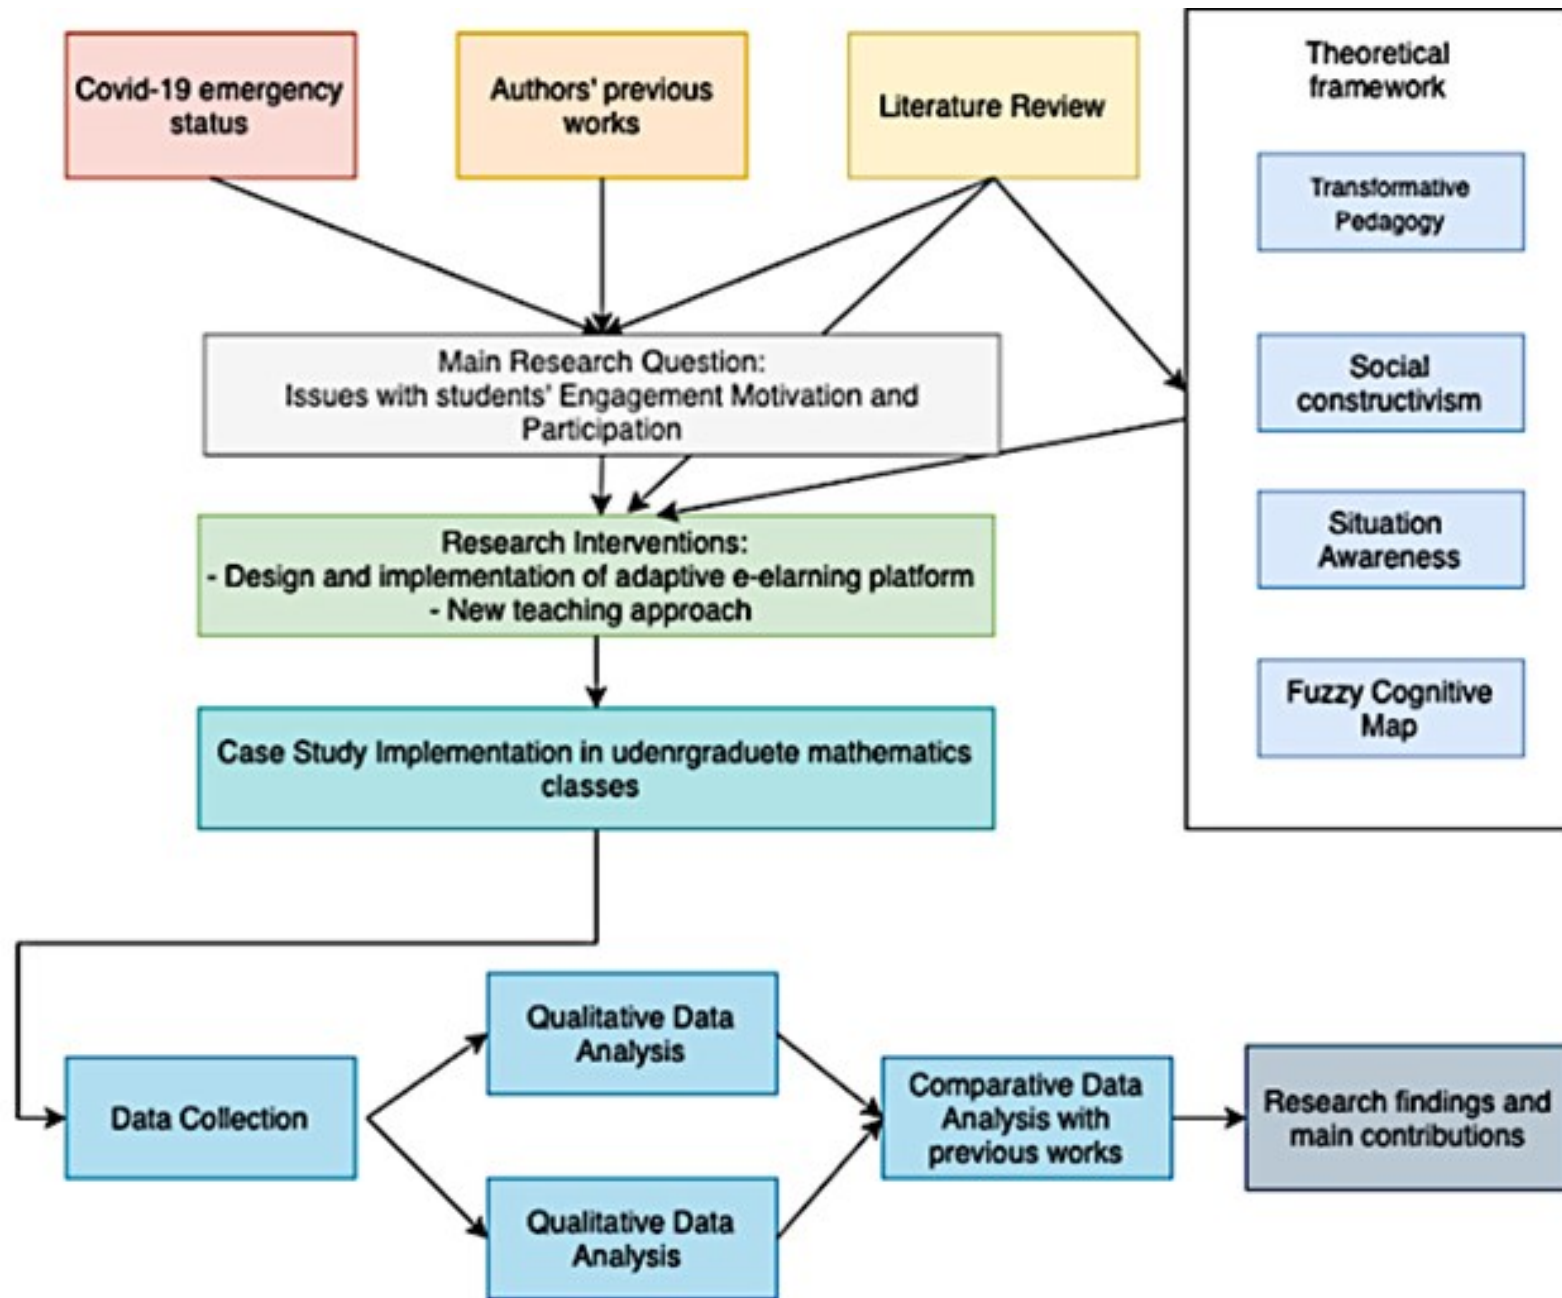 Covid-19 emergency
status
Authors' previous
works
Literature Review
Theoretical
framework
Transformative
Pedagogy
Social
constructivism
Situation
Awareness
Fuzzy Cognitive
Map
Main Research Question:
Issues with students' Engagement Motivation and
Participation
Research Interventions:
- Design and implementation of adaptive e-elarning platform
- New teaching approach
Case Study Implementation in udenrgraduete mathematics
classes
Data Collection
Qualitative Data
Analysis
Qualitative Data
Analysis
Comparative Data
Analysis with
previous works
Research findings and
main contributions